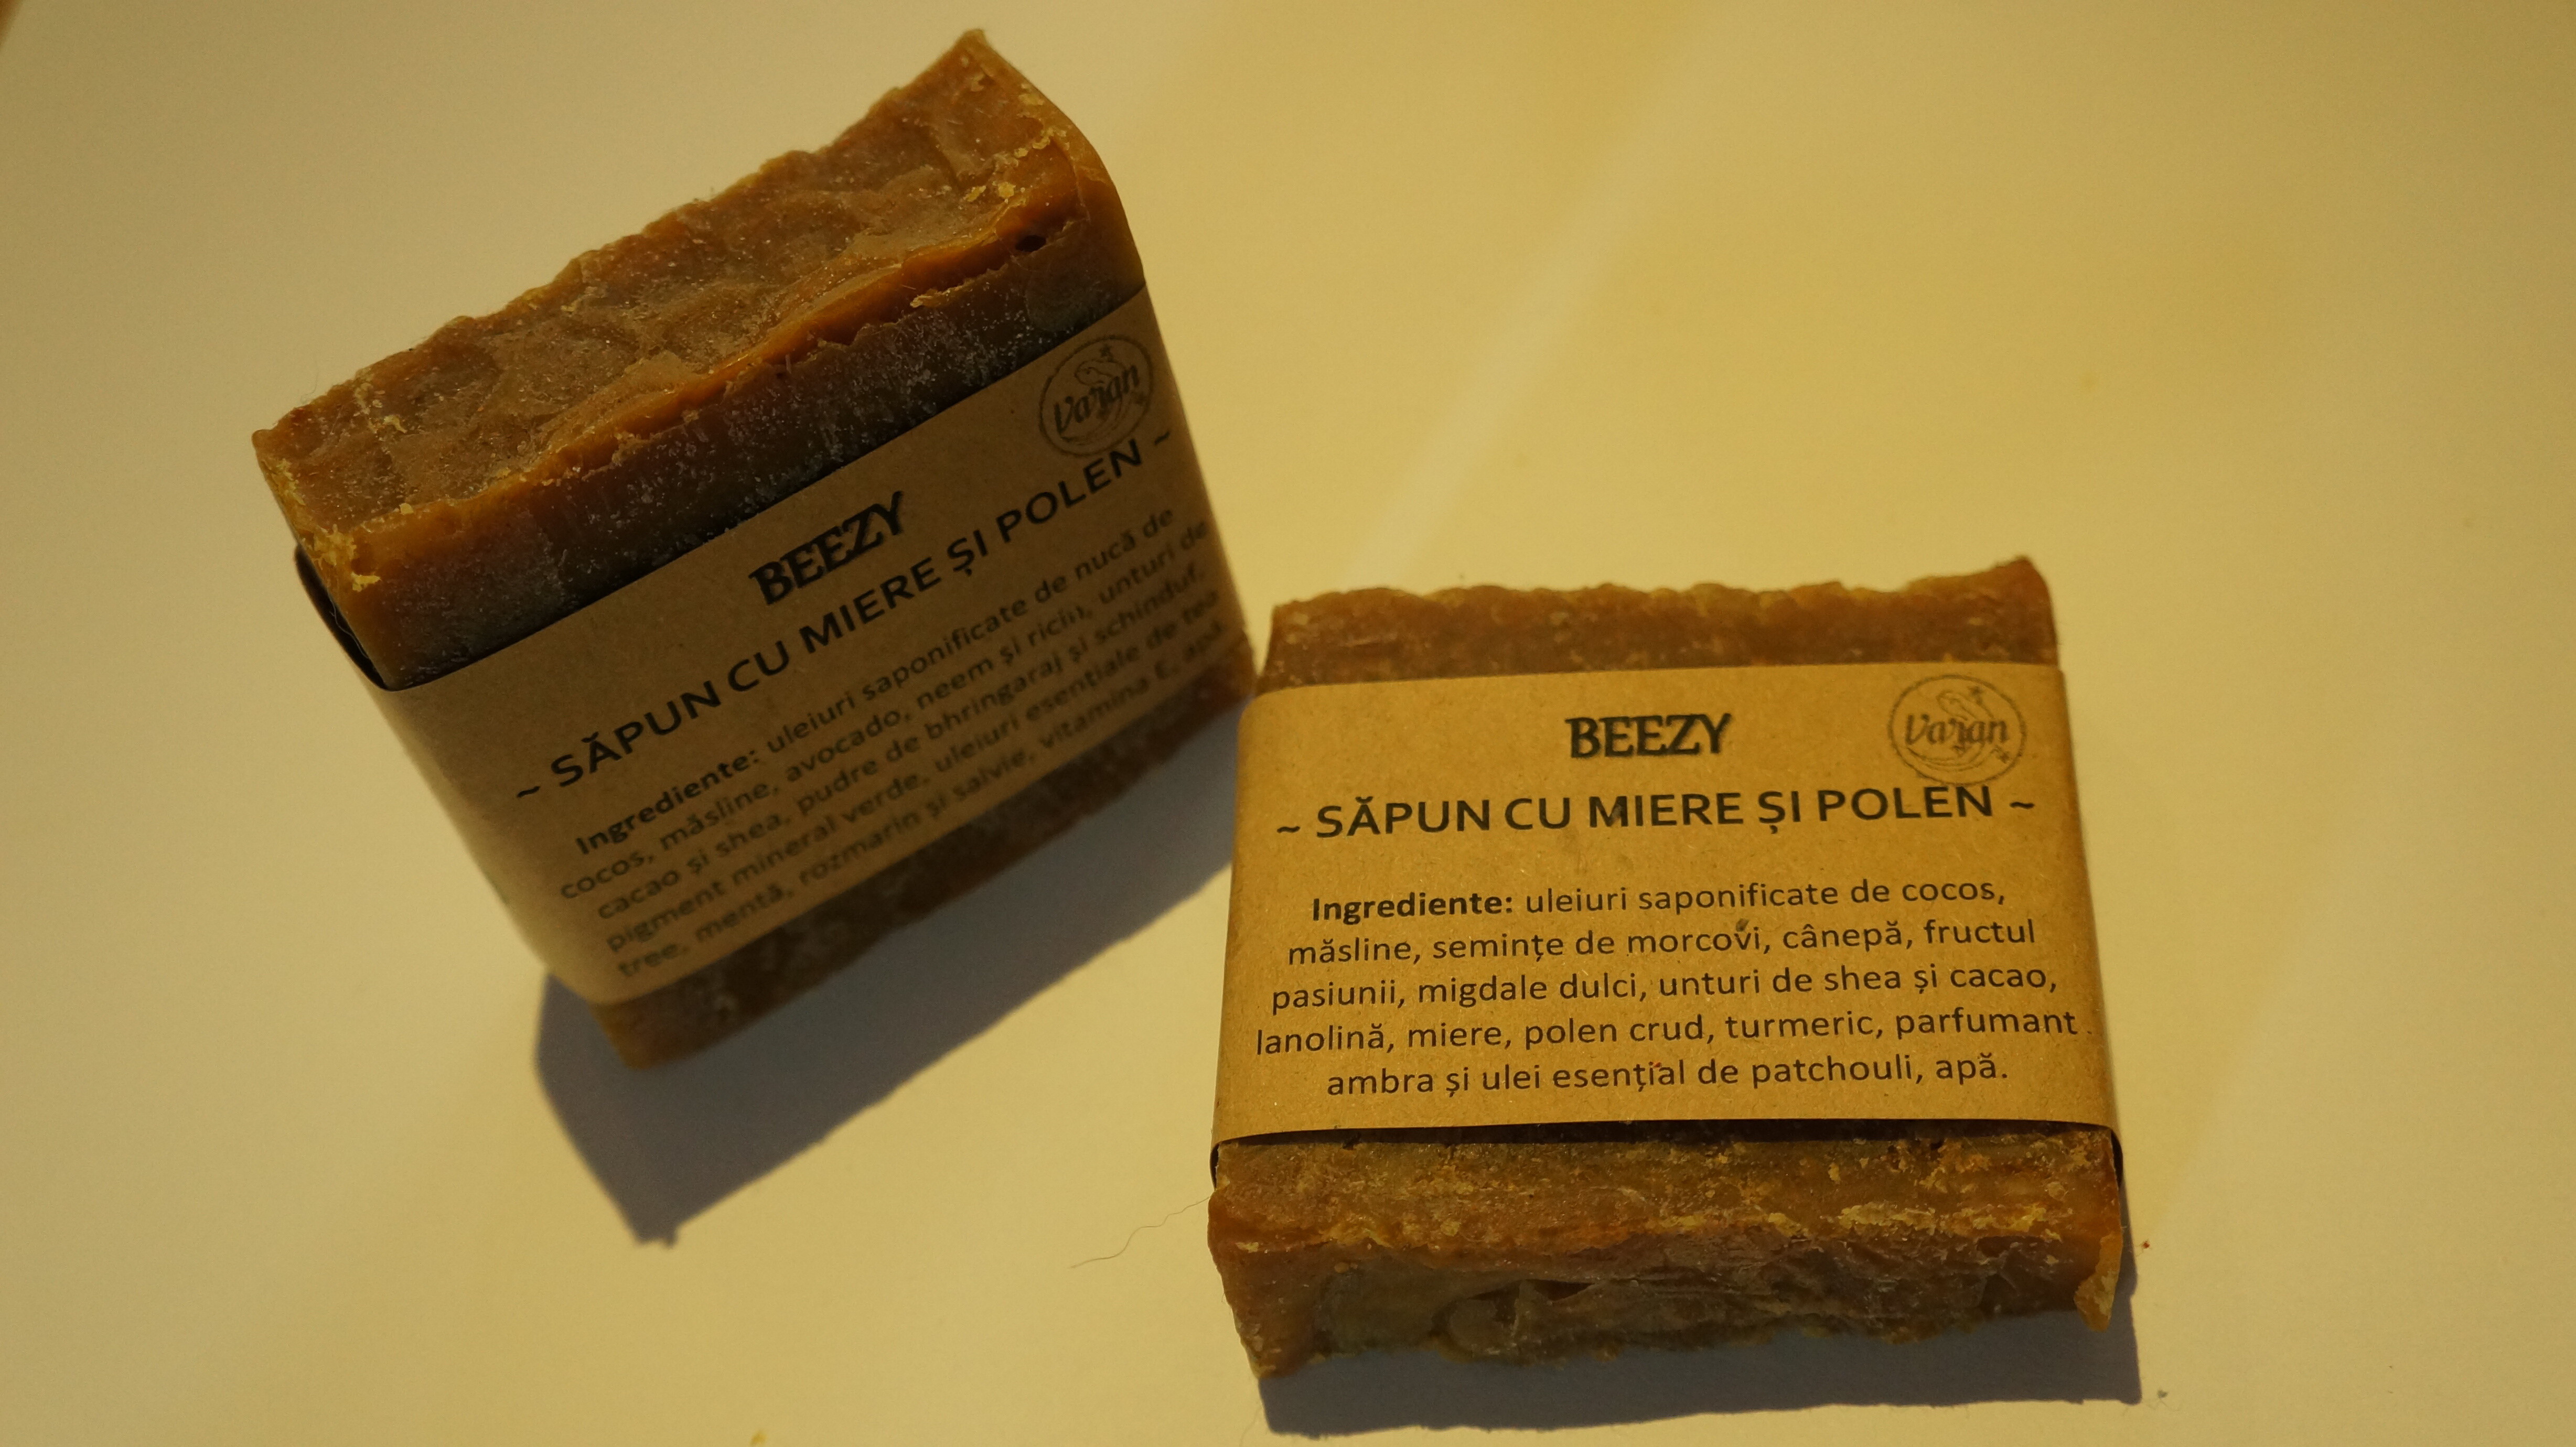 Varan
BEEZY
~ SĂPUN CU MIERE ȘI POLEN ~
Ingrediente: uleiuri saponificate de nucă de
cocos, măsline, avocado, neem și ricin, unturi de
cacao și shea, pudre de bhringaraj și schinduf,
pigment mineral verde, uleiuri esențiale de tea
tree, mentă, rozmarin și salvie, vitamina E, apă
Varan
BEEZY
~ SĂPUN CU MIERE ȘI POLEN ~
Ingrediente: uleiuri saponificate de cocos,
măsline, semințe de morcovi, cânepă, fructul
pasiunii, migdale dulci, unturi de shea și cacao,
lanolină, miere, polen crud, turmeric, parfumant
ambra și ulei esențial de patchouli, apă.